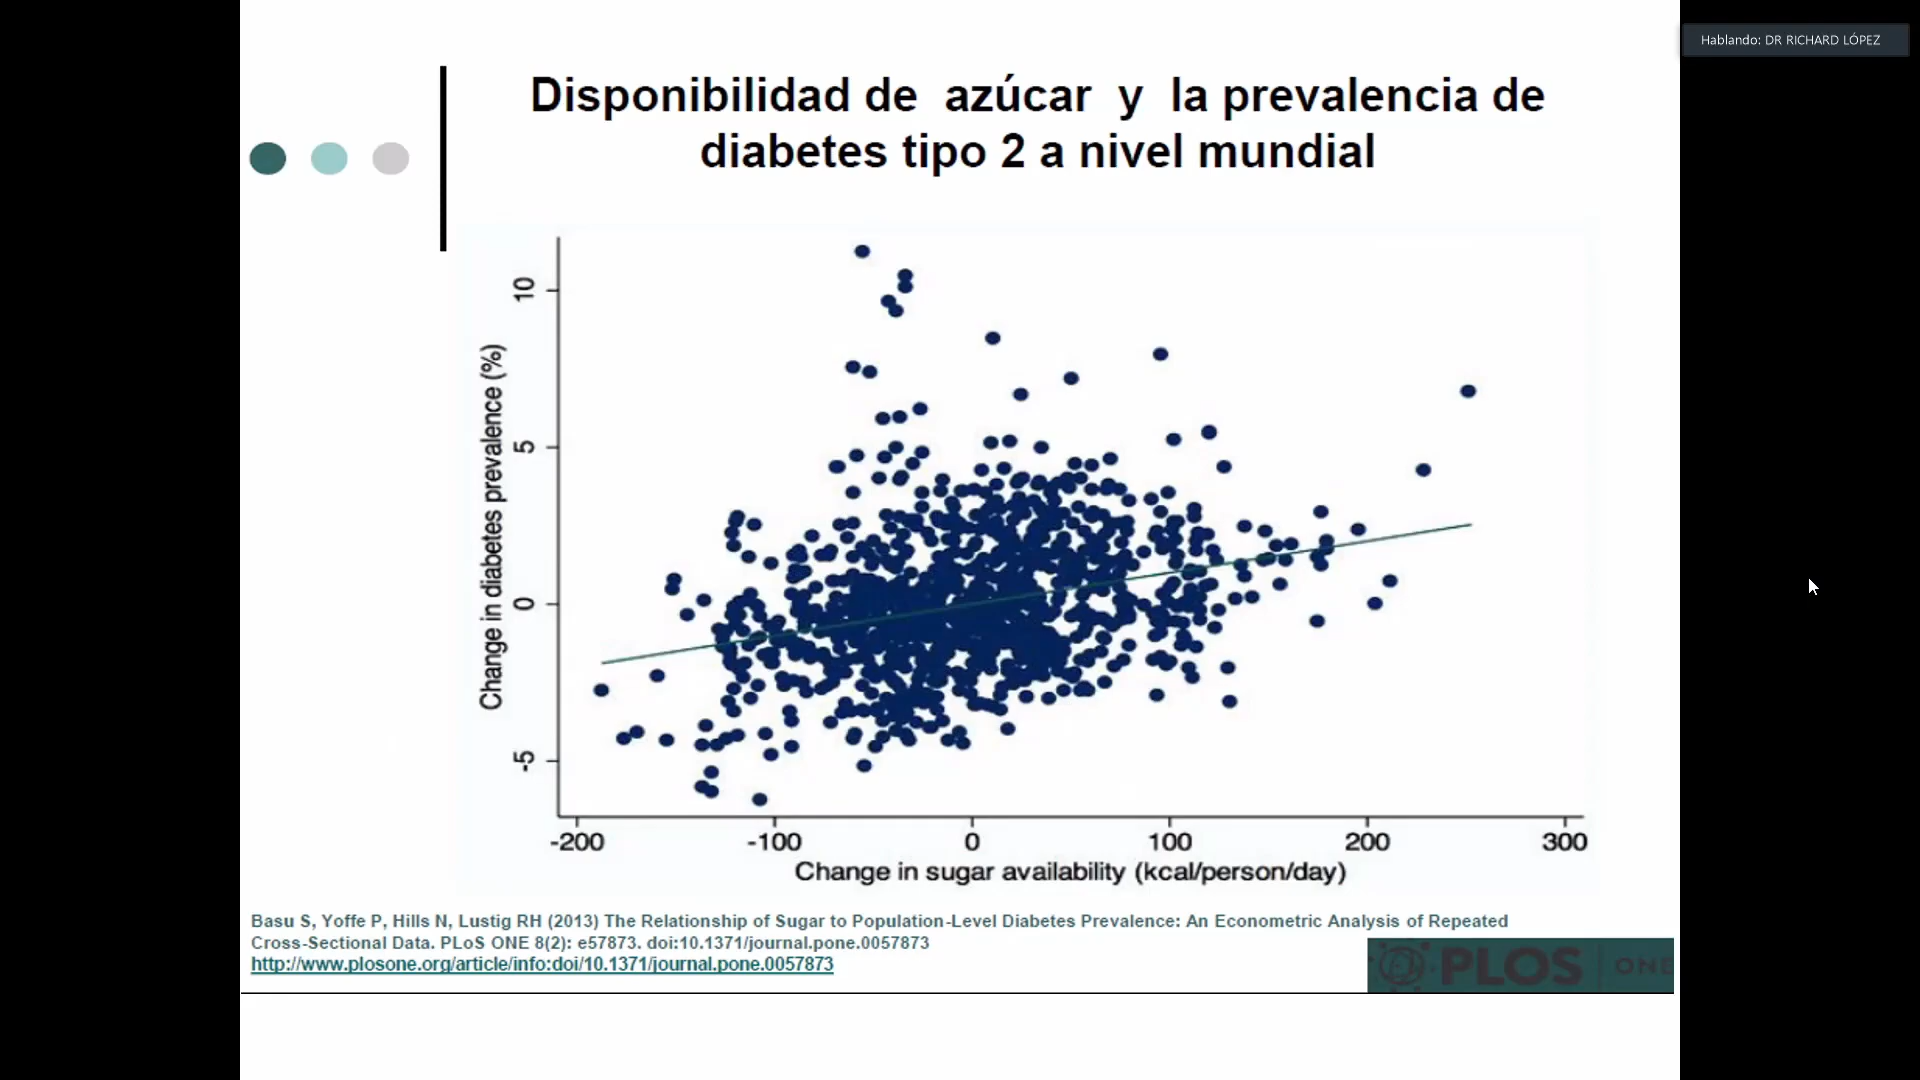 Hablando: DR RICHARD LÓPEZ
Disponibilidad de azúcar y la prevalencia de
diabetes tipo 2 a nivel mundial
Change in diabetes prevalence (%)
10
5
0
-5
-200 -100 0 100 200 300
Change in sugar availability (kcal/person/day)
Basu S, Yoffe P, Hills N, Lustig RH (2013) The Relationship of Sugar to Population-Level Diabetes Prevalence: An Econometric Analysis of Repeated
Cross-Sectional Data. PLoS ONE 8(2): e57873. doi:10.1371/journal.pone.0057873
http://www.plosone.org/article/info:doi/10.1371/journal.pone.0057873
PLOS ONE